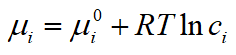 μᵢ = μᵢ⁰ + RT ln cᵢ